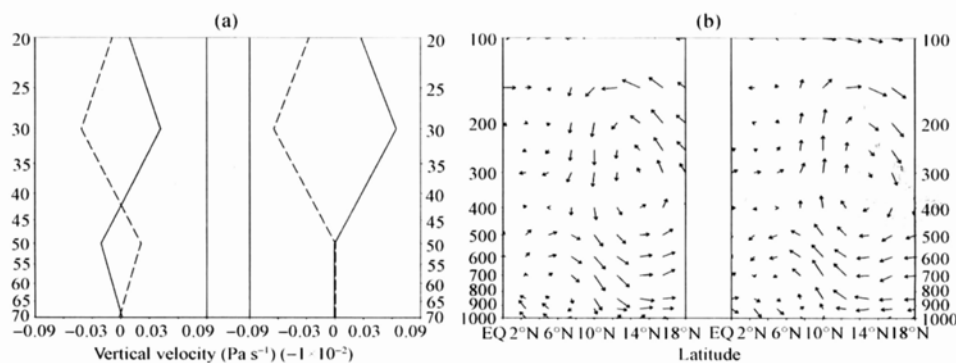 (a)
(b)
20 20 100 100
25 25
30 30 200 200
35 35 300 300
40 40
45 45 400 400
50 50 500 500
55 55 600 600
60 60 700 700
65 65 800 800
900 900
70 70 1000 1000
−0.09 −0.03 0 0.03 0.09 −0.09 −0.03 0 0.03 0.09
EQ 2°N 6°N 10°N 14°N 18°N EQ 2°N 6°N 10°N 14°N 18°N
Vertical velocity (Pa s⁻¹) (−1 · 10⁻²)
Latitude